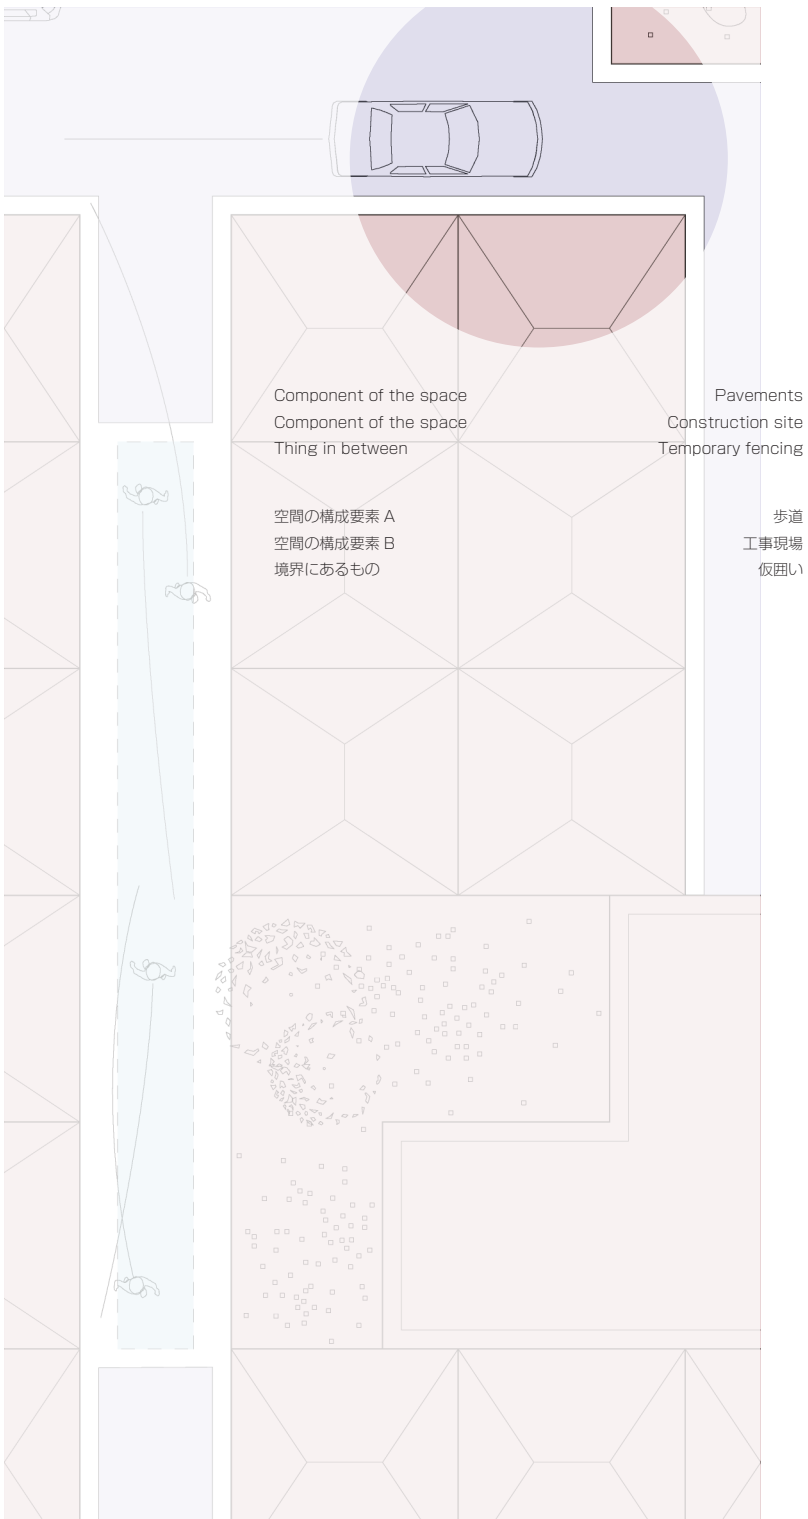 Component of the space Pavements
Component of the space Construction site
Thing in between Temporary fencing
空間の構成要素 A 歩道
空間の構成要素 B 工事現場
境界にあるもの 仮囲い